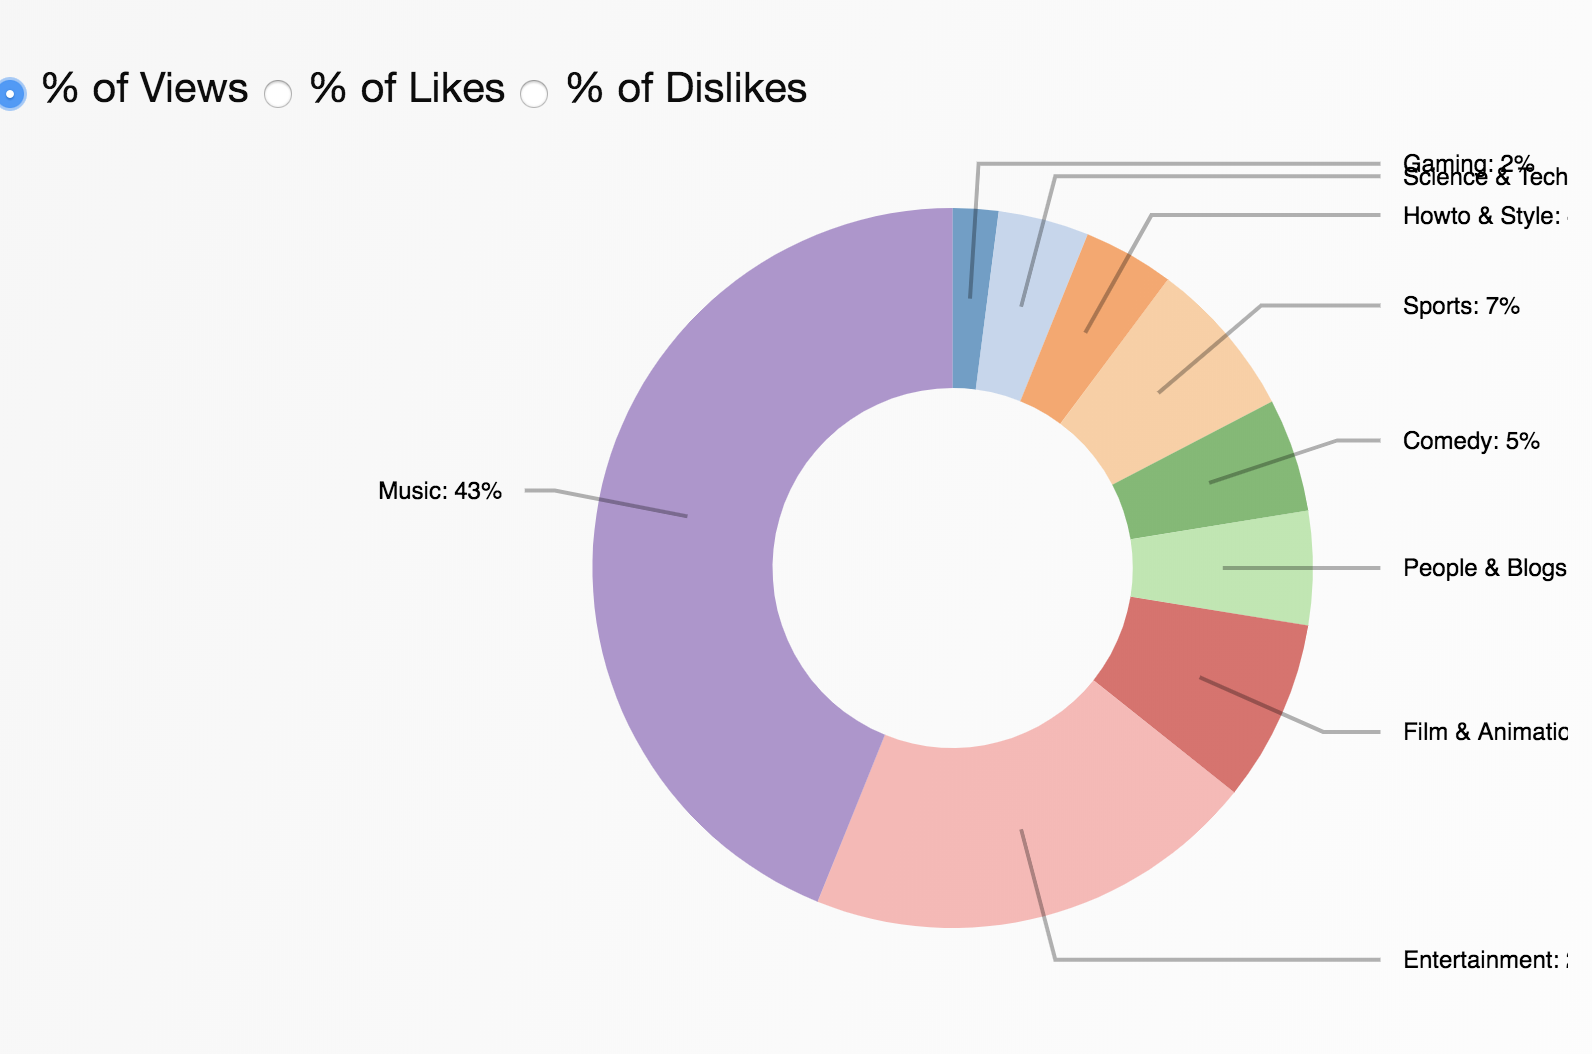 % of Views % of Likes % of Dislikes
Gaming: 2%
Science & Tech
Howto & Style:
Sports: 7%
Comedy: 5%
Music: 43%
People & Blogs
Film & Animatio
Entertainment: